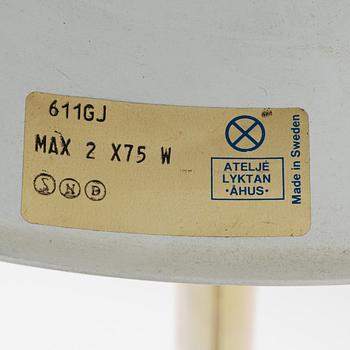 611GJ
MAX 2 X75 W
S N D
ATELJÉ
LYKTAN
·ÅHUS·
Made in Sweden